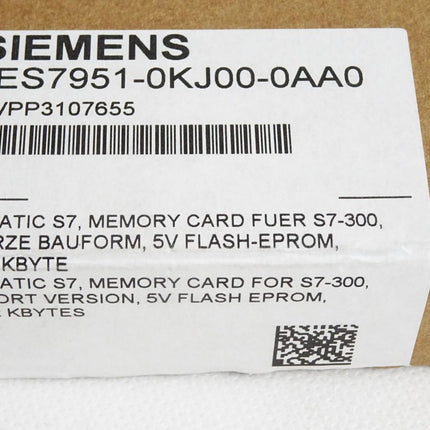 SIEMENS
ES7951-0KJ00-0AA0
VPP3107655
ATIC S7, MEMORY CARD FUER S7-300,
RZE BAUFORM, 5V FLASH-EPROM,
KBYTE
ATIC S7, MEMORY CARD FOR S7-300,
ORT VERSION, 5V FLASH EPROM,
KBYTES